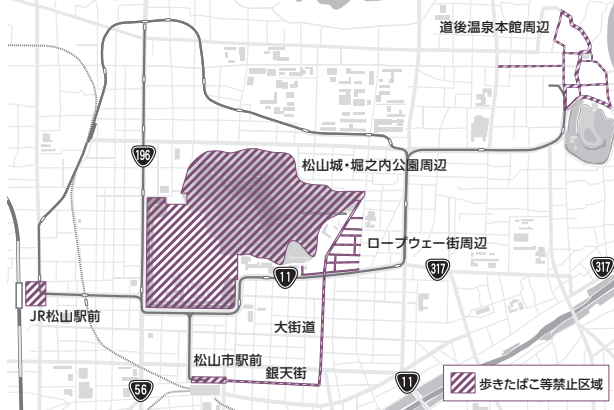 道後温泉本館周辺
196
松山城・堀之内公園周辺
ロープウェー街周辺
11
317
317
JR松山駅前
大街道
松山市駅前
銀天街
56
11
歩きたばこ等禁止区域